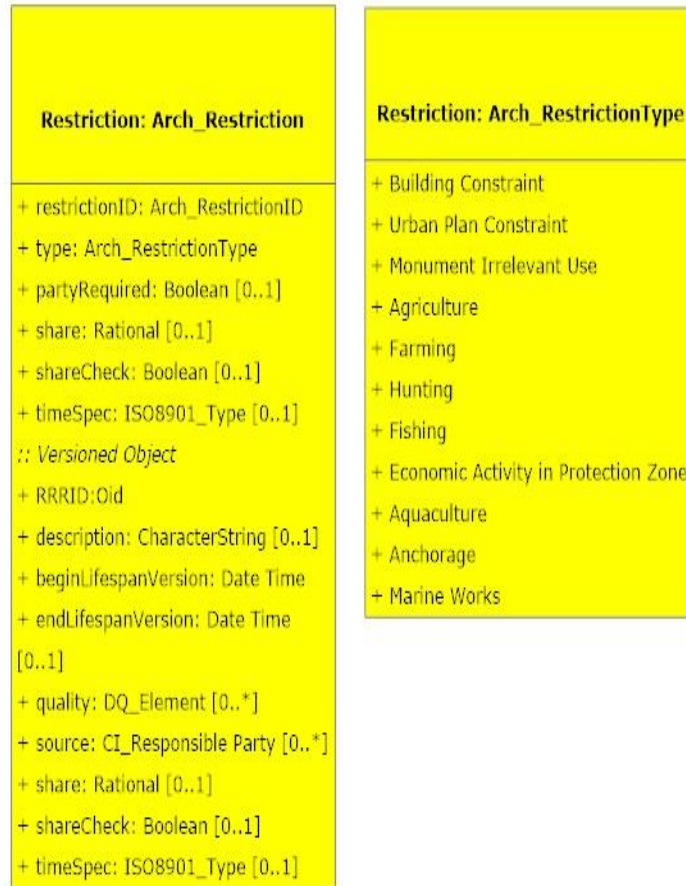 Restriction: Arch_Restriction
+ restrictionID: Arch_RestrictionID
+ type: Arch_RestrictionType
+ partyRequired: Boolean [0..1]
+ share: Rational [0..1]
+ shareCheck: Boolean [0..1]
+ timeSpec: ISO8901_Type [0..1]
:: Versioned Object
+ RRRID:Oid
+ description: CharacterString [0..1]
+ beginLifespanVersion: Date Time
+ endLifespanVersion: Date Time
[0..1]
+ quality: DQ_Element [0..*]
+ source: CI_Responsible Party [0..*]
+ share: Rational [0..1]
+ shareCheck: Boolean [0..1]
+ timeSpec: ISO8901_Type [0..1]
Restriction: Arch_RestrictionType
+ Building Constraint
+ Urban Plan Constraint
+ Monument Irrelevant Use
+ Agriculture
+ Farming
+ Hunting
+ Fishing
+ Economic Activity in Protection Zone
+ Aquaculture
+ Anchorage
+ Marine Works